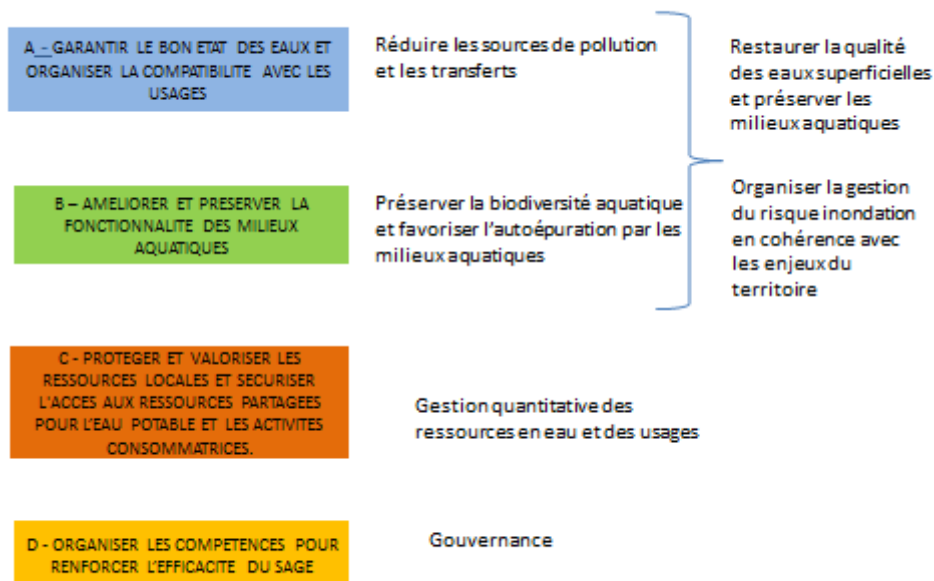 A_- GARANTIR LE BON ETAT DES EAUX ET
ORGANISER LA COMPATIBILITE AVEC LES
USAGES
Réduire les sources de pollution
et les transferts
Restaurer la qualité
des eaux superficielles
et préserver les
milieux aquatiques
B – AMELIORER ET PRESERVER LA
FONCTIONNALITE DES MILIEUX
AQUATIQUES
Préserver la biodiversité aquatique
et favoriser l'autoépuration par les
milieux aquatiques
Organiser la gestion
du risque inondation
en cohérence avec
les enjeux du
territoire
C - PROTEGER ET VALORISER LES
RESSOURCES LOCALES ET SECURISER
L'ACCES AUX RESSOURCES PARTAGEES
POUR L'EAU POTABLE ET LES ACTIVITES
CONSOMMATRICES.
Gestion quantitative des
ressources en eau et des usages
D - ORGANISER LES COMPETENCES POUR
RENFORCER L'EFFICACITE DU SAGE
Gouvernance